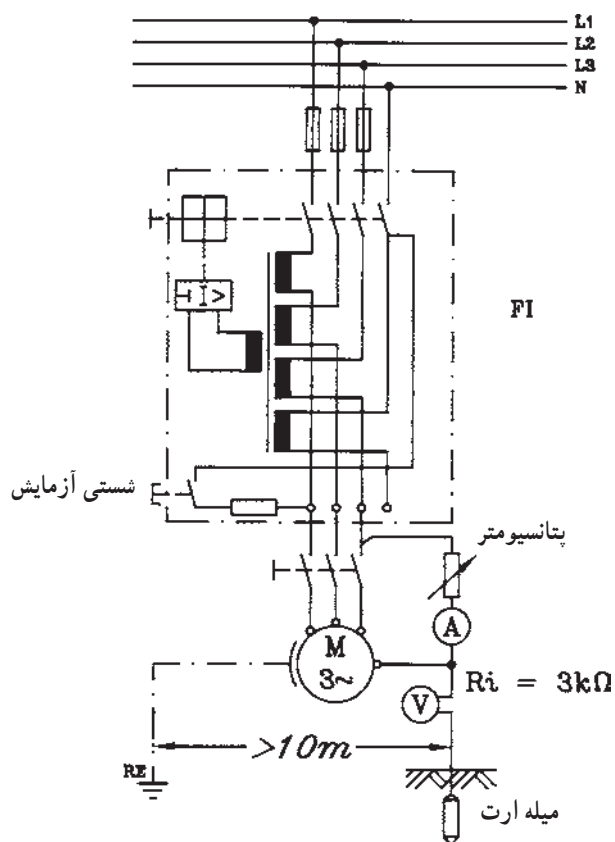 L1
L2
L3
N
FI
I >
شستی آزمایش
پتانسیومتر
A
M
3~
Ri = 3kΩ
V
>10m
RE
میله ارت